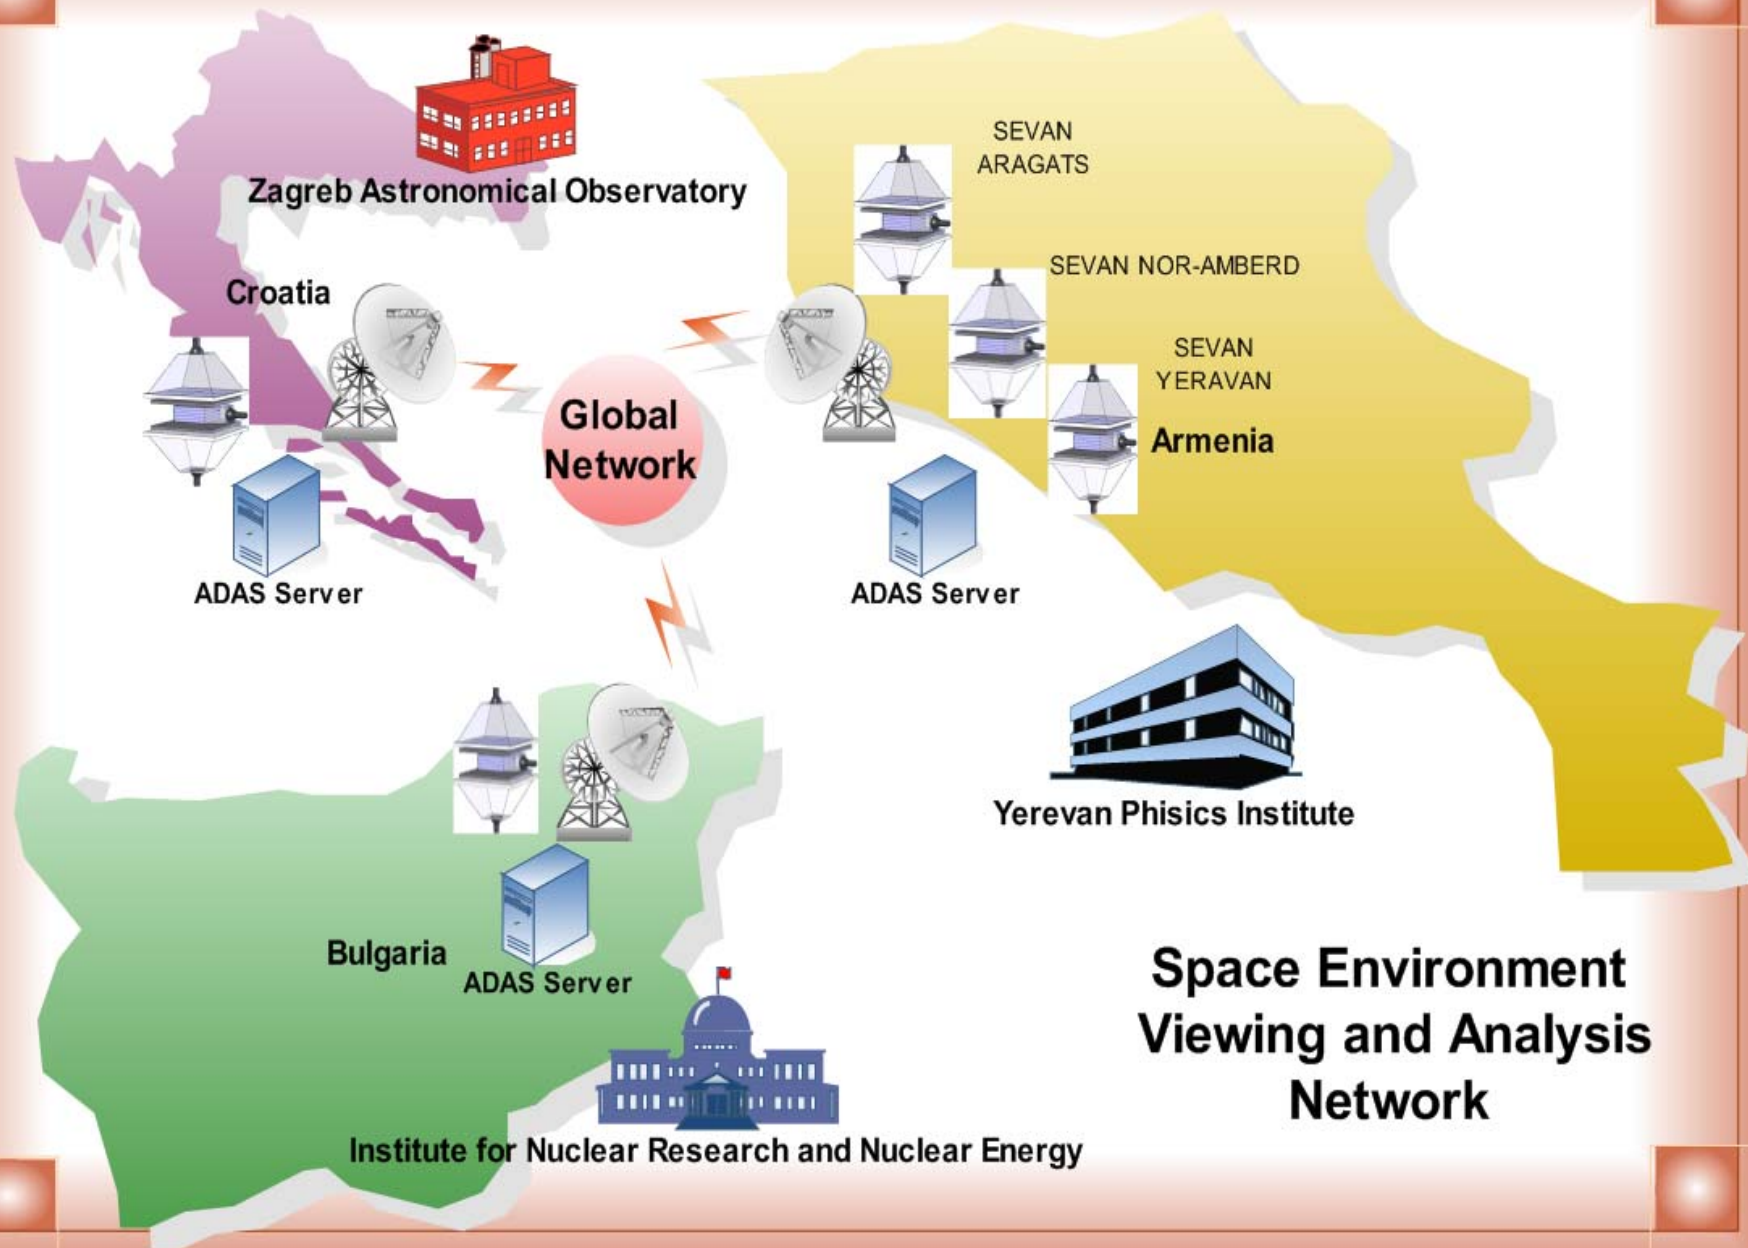 Zagreb Astronomical Observatory
Croatia
ADAS Server
Global
Network
SEVAN
ARAGATS
SEVAN NOR-AMBERD
SEVAN
YERAVAN
Armenia
ADAS Server
Yerevan Phisics Institute
Bulgaria
ADAS Server
Institute for Nuclear Research and Nuclear Energy
Space Environment
Viewing and Analysis
Network